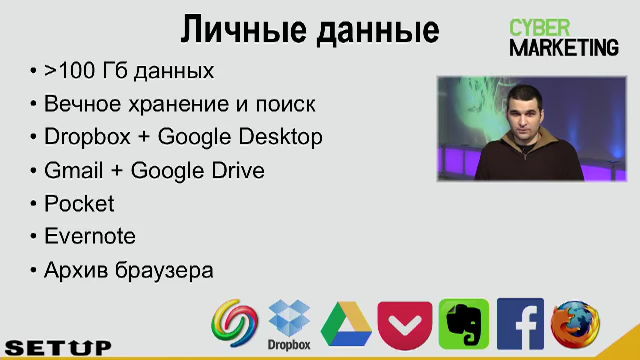 Личные данные
CYBER
MARKETING
• >100 Гб данных
• Вечное хранение и поиск
• Dropbox + Google Desktop
• Gmail + Google Drive
• Pocket
• Evernote
• Архив браузера
Dropbox
f
SETUP